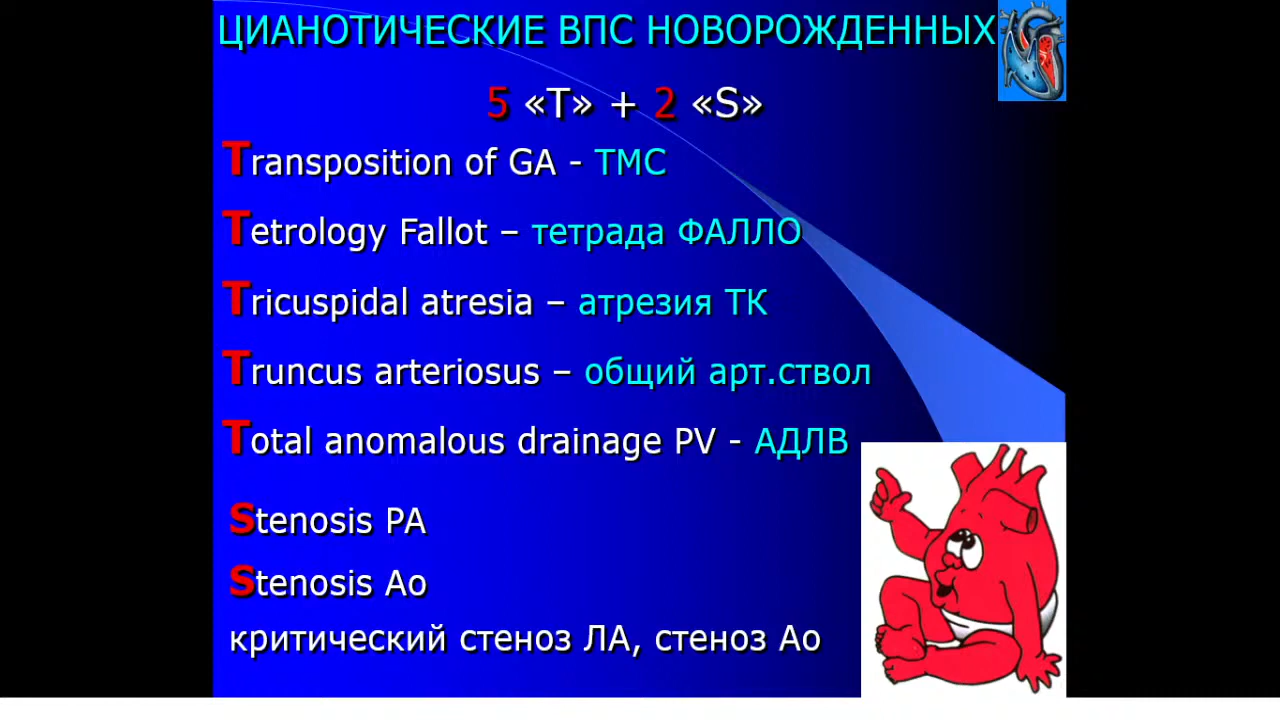 ЦИАНОТИЧЕСКИЕ ВПС НОВОРОЖДЕННЫХ
5 «T» + 2 «S»
Transposition of GA - ТМС
Tetrology Fallot – тетрада ФАЛЛО
Tricuspidal atresia – атрезия ТК
Truncus arteriosus – общий арт.ствол
Total anomalous drainage PV - АДЛВ
Stenosis PA
Stenosis Ao
критический стеноз ЛА, стеноз Ао